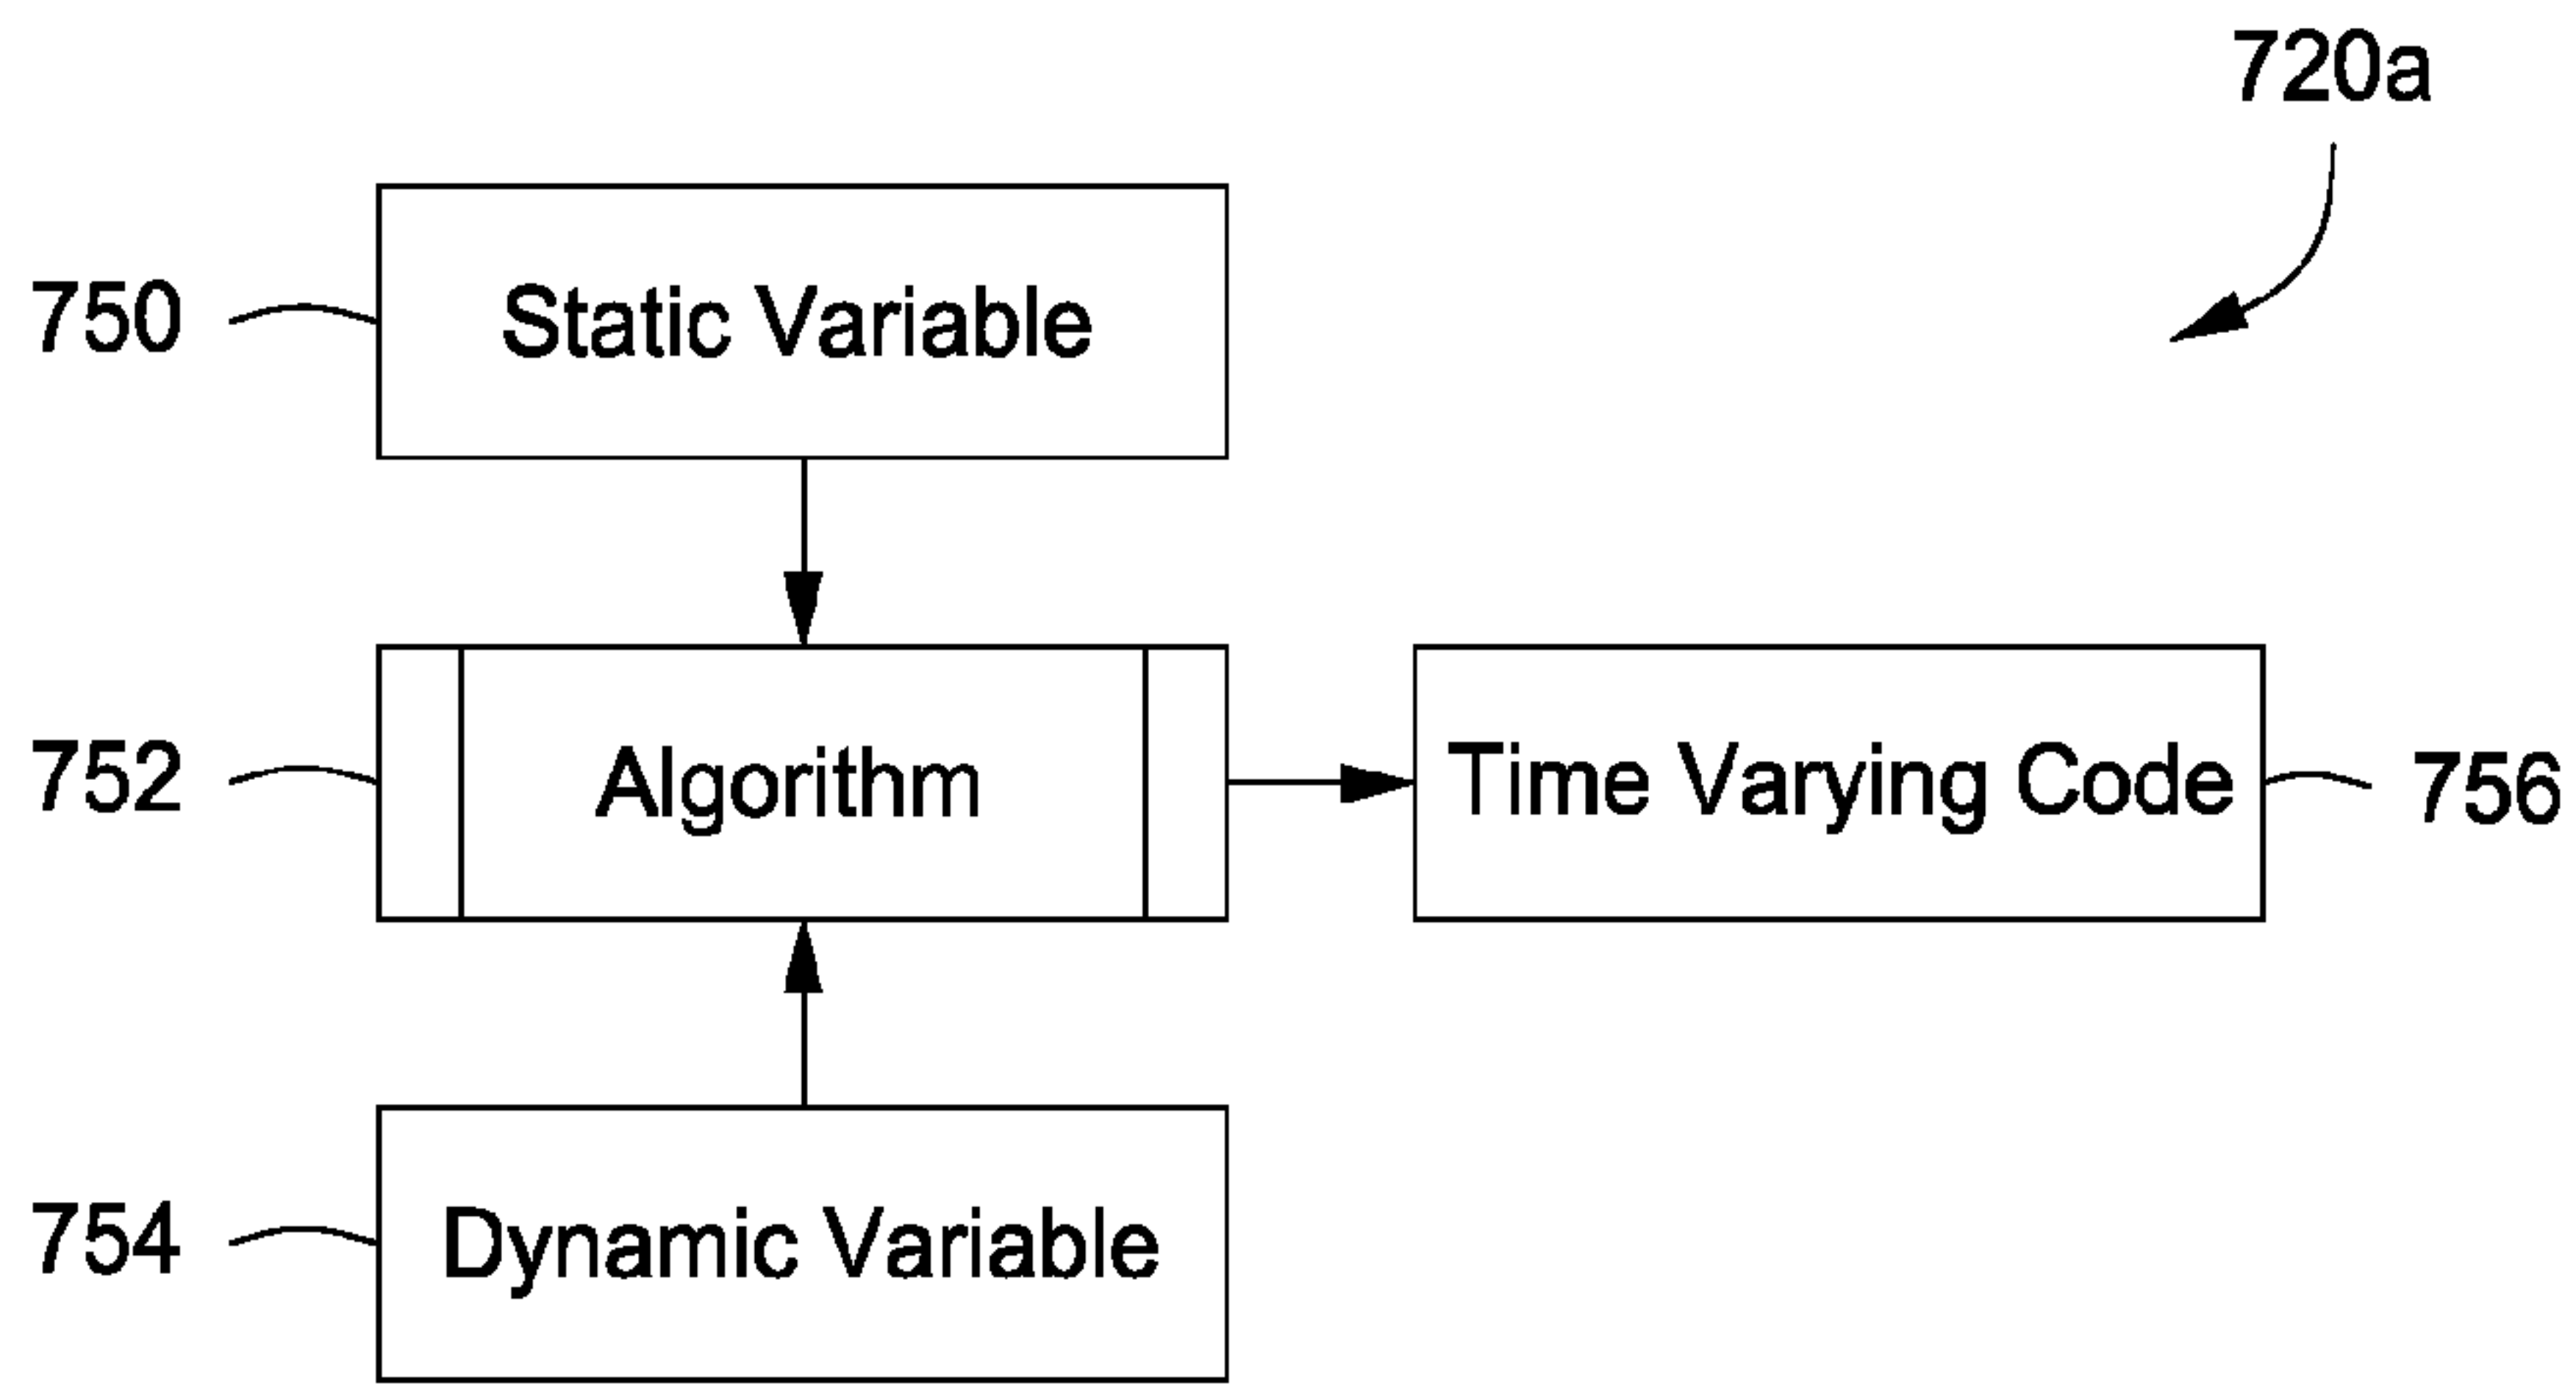 720a
750
Static Variable
752
Algorithm
Time Varying Code
756
754
Dynamic Variable